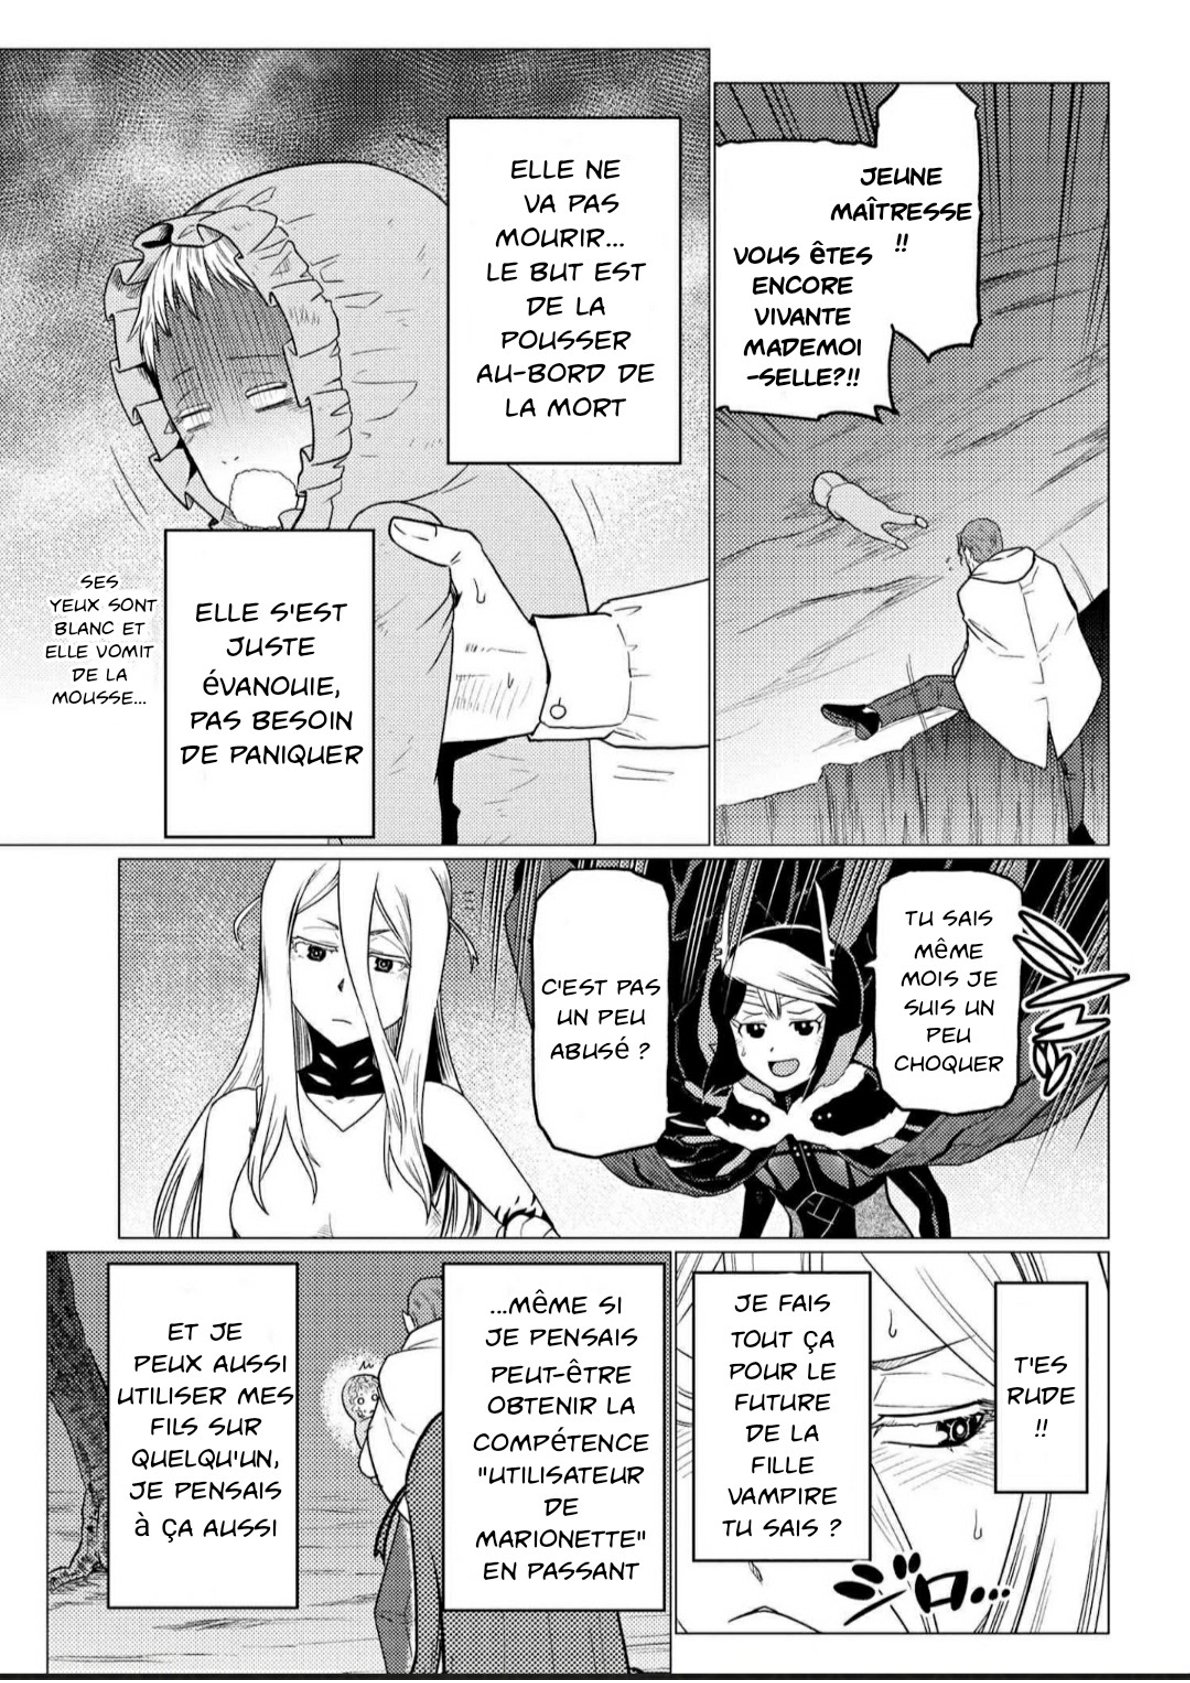 JEUNE
MAÎTRESSE
!!
VOUS ÊTES
ENCORE
VIVANTE
MADEMOI
-SELLE?!!
ELLE NE
VA PAS
MOURIR...
LE BUT EST
DE LA
POUSSER
AU-BORD DE
LA MORT
ELLE S'EST
JUSTE
ÉVANOUIE,
PAS BESOIN
DE PANIQUER
SES
YEUX SONT
BLANC ET
ELLE VOMIT
DE LA
MOUSSE...
TU SAIS
MÊME
MOIS JE
SUIS UN
PEU
CHOQUER
C'EST PAS
UN PEU
ABUSÉ ?
T'ES
RUDE
!!
JE FAIS
TOUT ÇA
POUR LE
FUTURE
DE LA
FILLE
VAMPIRE
TU SAIS ?
ジロ...
...MÊME SI
JE PENSAIS
PEUT-ÊTRE
OBTENIR LA
COMPÉTENCE
"UTILISATEUR
DE
MARIONETTE"
EN PASSANT
ET JE
PEUX AUSSI
UTILISER MES
FILS SUR
QUELQU'UN,
JE PENSAIS
À ÇA AUSSI